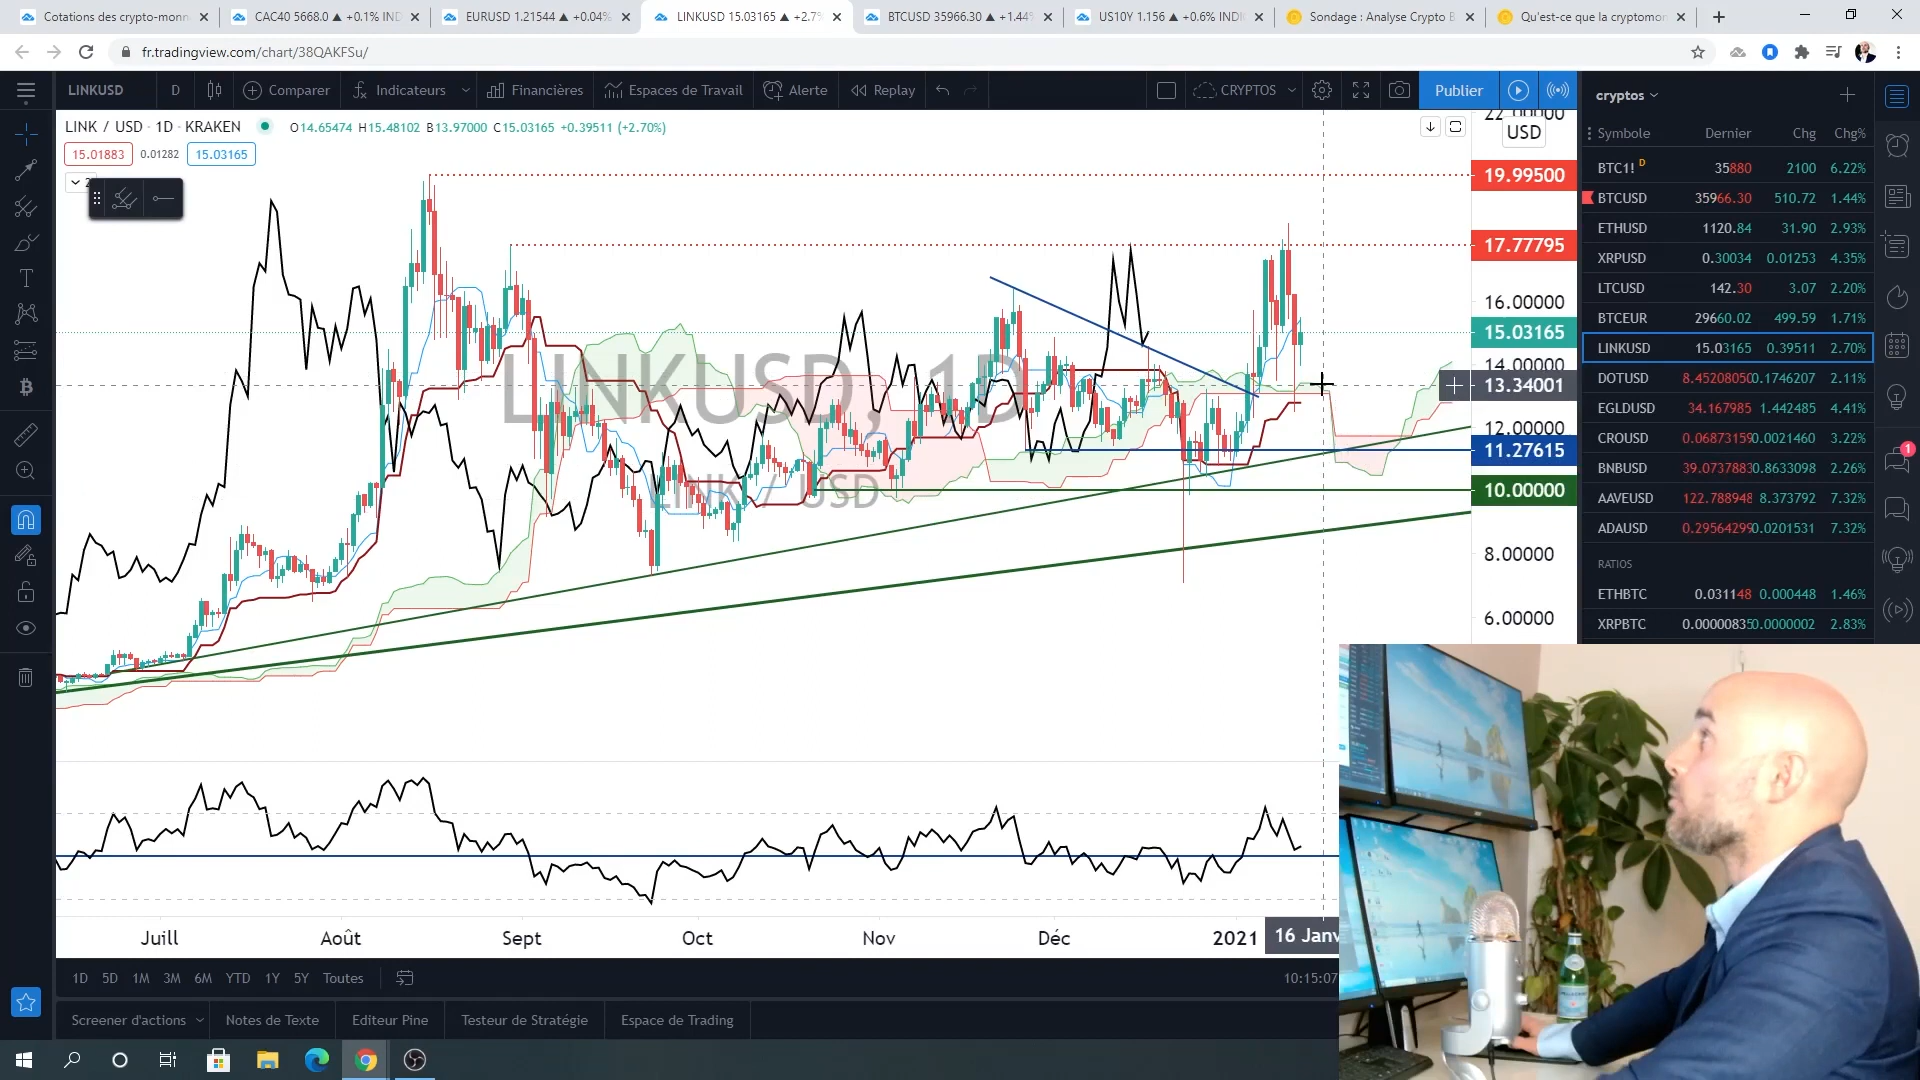 Cotations des crypto-monn
CAC40 5668.0 ▲ +0.1% IND
EURUSD 1.21544 ▲ +0.04%
LINKUSD 15.03165 ▲ +2.7%
BTCUSD 35966.30 ▲ +1.44
US10Y 1.156 ▲ +0.6% INDI
Sondage : Analyse Crypto B
Qu'est-ce que la cryptomon
fr.tradingview.com/chart/38QAKFSu/
LINKUSD
D
Comparer
Indicateurs
Financières
Espaces de Travail
Alerte
Replay
CRYPTOS
Publier
LINK / USD · 1D · KRAKEN
O14.65474 H15.48102 B13.97000 C15.03165 +0.39511 (+2.70%)
15.01883
0.01282
15.03165
LINKUSD, 1D
LINK / USD
22.00000
USD
19.99500
17.77795
16.00000
15.03165
14.00000
13.34001
12.00000
11.27615
10.00000
8.00000
6.00000
Juill
Août
Sept
Oct
Nov
Déc
2021
16 Janv
1D 5D 1M 3M 6M YTD 1Y 5Y Toutes
10:15:07
Screener d'actions
Notes de Texte
Editeur Pine
Testeur de Stratégie
Espace de Trading
cryptos
Symbole Dernier Chg Chg%
BTC1! D 35880 2100 6.22%
BTCUSD 35966.30 510.72 1.44%
ETHUSD 1120.84 31.90 2.93%
XRPUSD 0.30034 0.01253 4.35%
LTCUSD 142.30 3.07 2.20%
BTCEUR 29660.02 499.59 1.71%
LINKUSD 15.03165 0.39511 2.70%
DOTUSD 8.4520805 0.1746207 2.11%
EGLDUSD 34.167985 1.442485 4.41%
CROUSD 0.0687315 0.0021460 3.22%
BNBUSD 39.073788 0.8633098 2.26%
AAVEUSD 122.788948 8.373792 7.32%
ADAUSD 0.2956429 0.0201531 7.32%
RATIOS
ETHBTC 0.031148 0.000448 1.46%
XRPBTC 0.00000835 0.0000002 2.83%
1